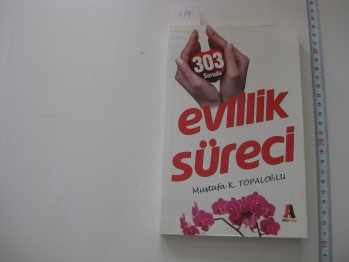 303
Soruda
evlilik
süreci
Mustafa K. TOPALOĞLU
A